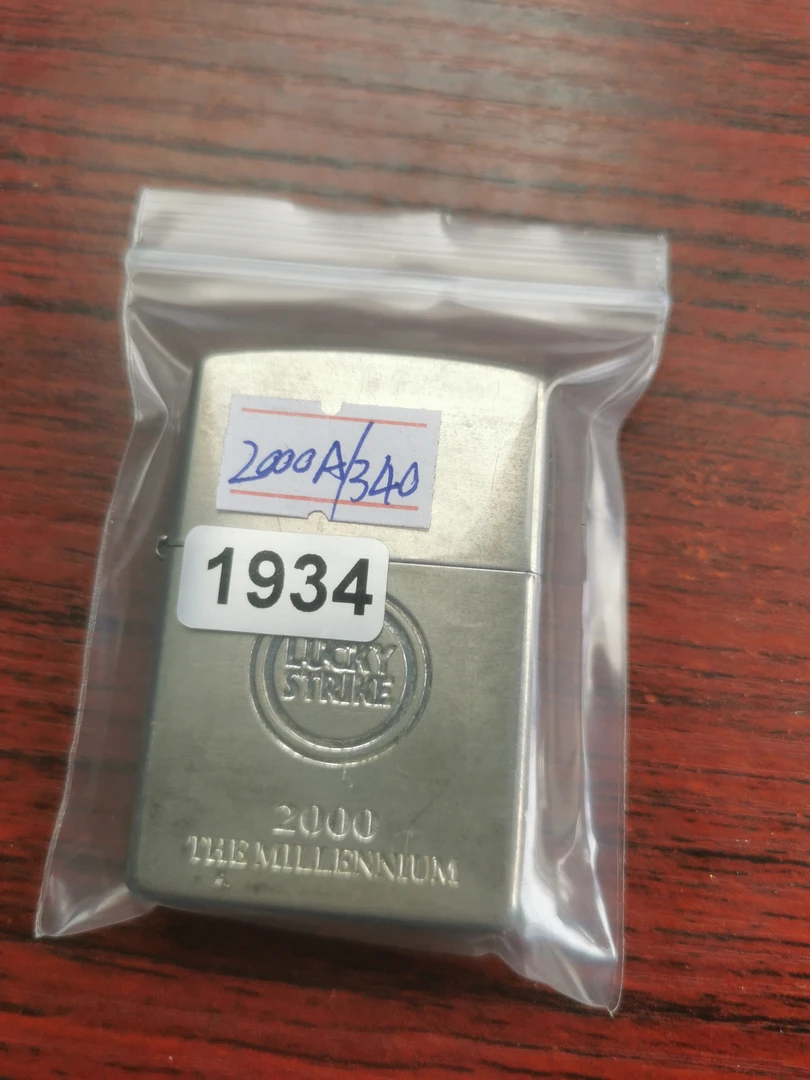 2000A/340
1934
LUCKY
STRIKE
2000
THE MILLENNIUM